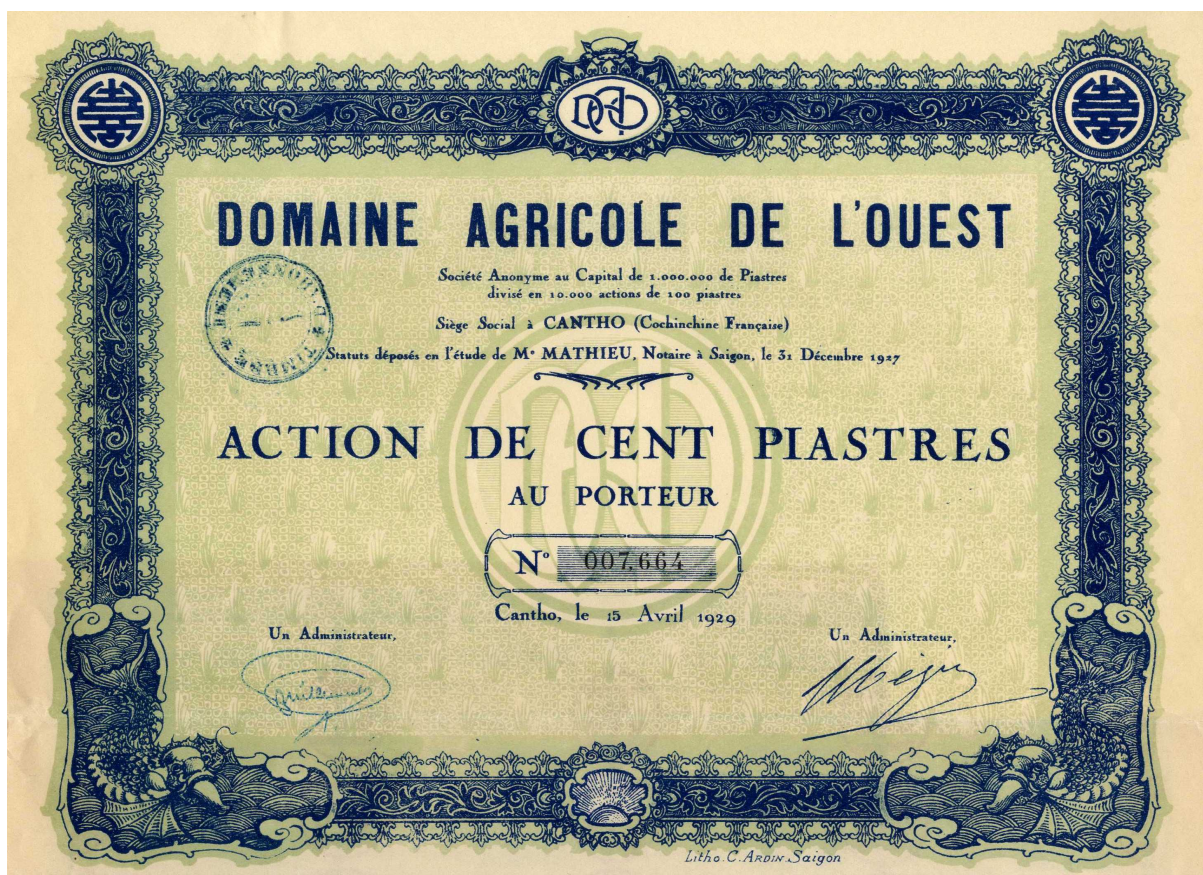 DOMAINE AGRICOLE DE L'OUEST
Société Anonyme au Capital de 1.000.000 de Piastres
divisé en 10.000 actions de 100 piastres
Siège Social à CANTHO (Cochinchine Française)
Statuts déposés en l'étude de Me MATHIEU, Notaire à Saigon, le 31 Décembre 1927
ACTION DE CENT PIASTRES
AU PORTEUR
No 007,664
Cantho, le 15 Avril 1929
Un Administrateur,
Un Administrateur,
Litho. C. ARDIN. Saigon